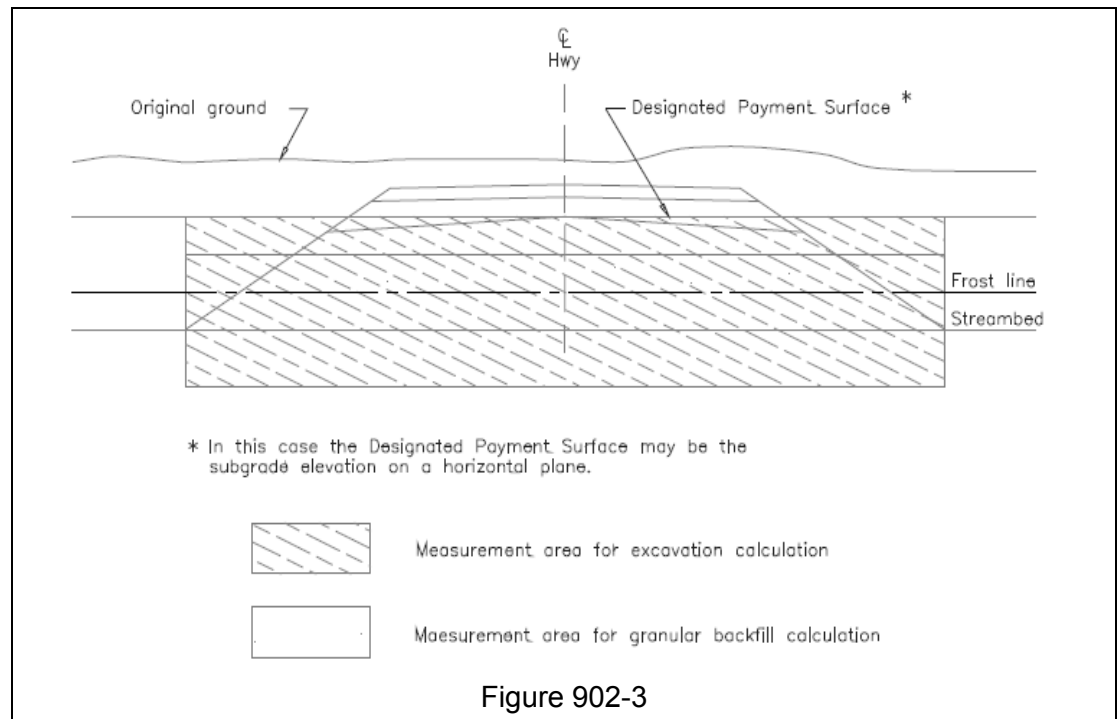 ℄
Hwy
Original ground
Designated Payment Surface *
Frost line
Streambed
* In this case the Designated Payment Surface may be the
subgrade elevation on a horizontal plane.
Measurement area for excavation calculation
Maesurement area for granular backfill calculation
Figure 902-3